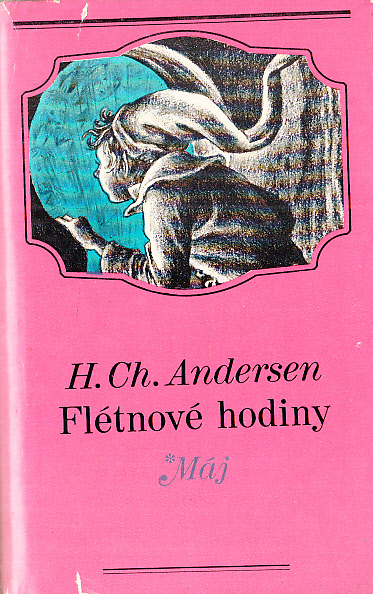 H. Ch. Andersen
Flétnové hodiny
*Máj